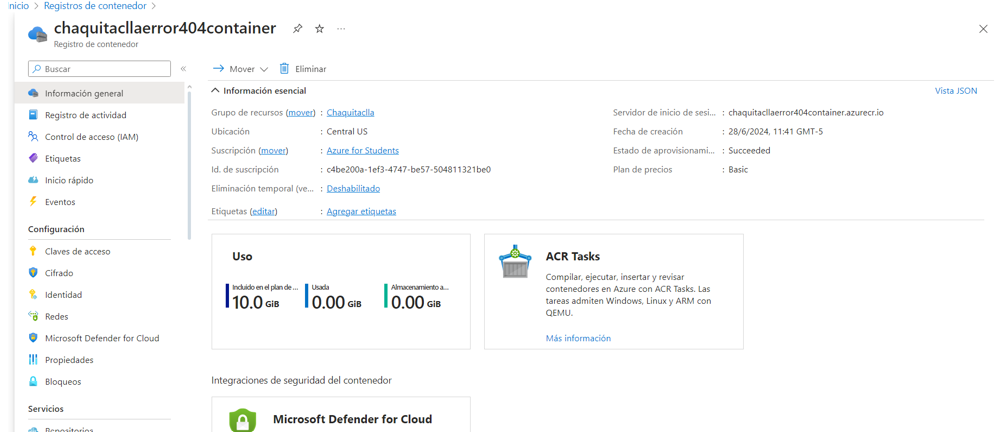 nicio > Registros de contenedor >
chaquitacllaerror404container
Registro de contenedor
Buscar
Mover
Eliminar
Información general
Registro de actividad
Control de acceso (IAM)
Etiquetas
Inicio rápido
Eventos
Configuración
Claves de acceso
Cifrado
Identidad
Redes
Microsoft Defender for Cloud
Propiedades
Bloqueos
Servicios
Repositorios
Información esencial
Vista JSON
Grupo de recursos (mover) : Chaquitaclla
Ubicación : Central US
Suscripción (mover) : Azure for Students
Id. de suscripción : c4be200a-1ef3-4747-be57-504811321be0
Eliminación temporal (ve... : Deshabilitado
Etiquetas (editar) : Agregar etiquetas
Servidor de inicio de sesi... : chaquitacllaerror404container.azurecr.io
Fecha de creación : 28/6/2024, 11:41 GMT-5
Estado de aprovisionami... : Succeeded
Plan de precios : Basic
Uso
Incluido en el plan de ...
10.0 GiB
Usada
0.00 GiB
Almacenamiento a...
0.00 GiB
ACR Tasks
Compilar, ejecutar, insertar y revisar
contenedores en Azure con ACR Tasks. Las
tareas admiten Windows, Linux y ARM con
QEMU.
Más información
Integraciones de seguridad del contenedor
Microsoft Defender for Cloud